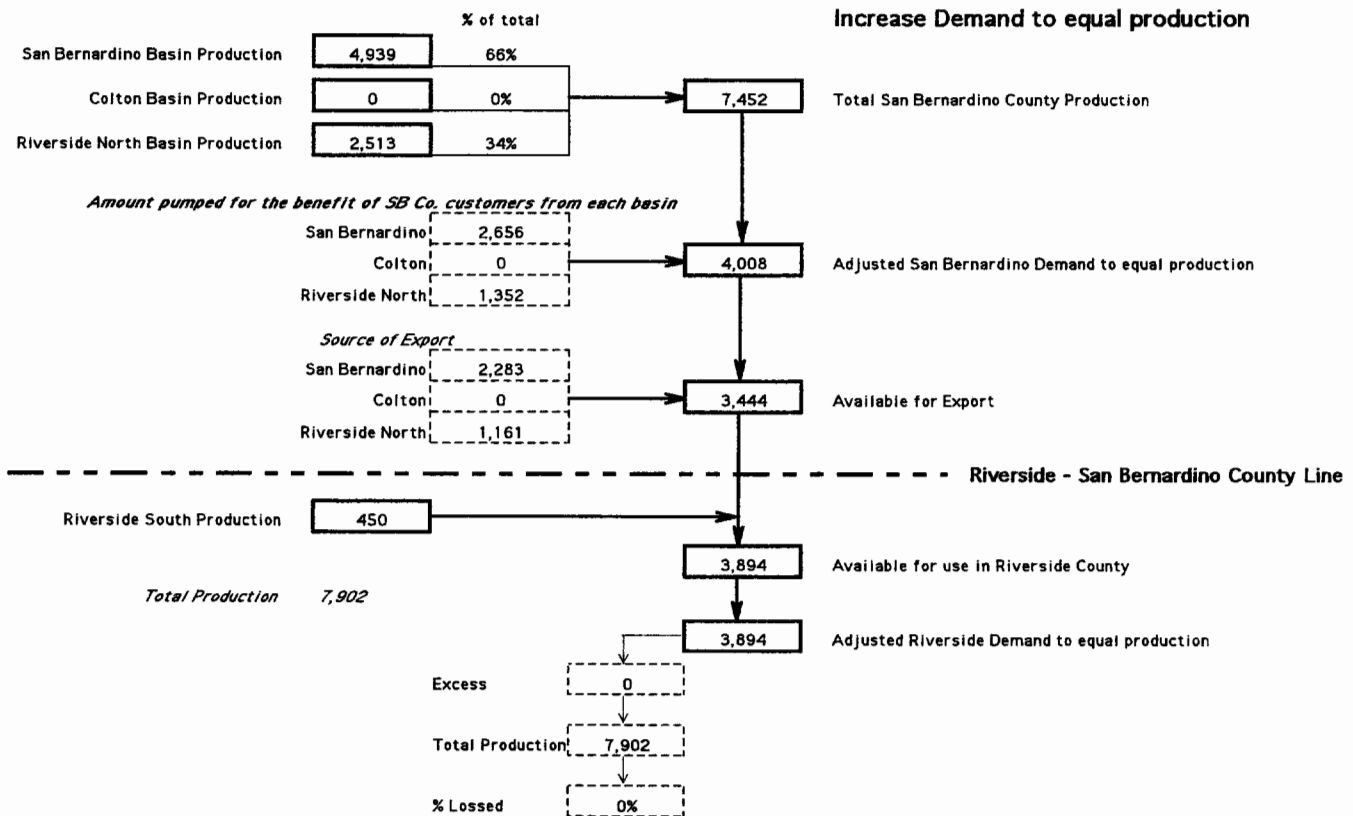 % of total
Increase Demand to equal production
San Bernardino Basin Production 4,939 66%
Colton Basin Production 0 0% 7,452 Total San Bernardino County Production
Riverside North Basin Production 2,513 34%
Amount pumped for the benefit of SB Co. customers from each basin
San Bernardino 2,656
Colton 0 4,008 Adjusted San Bernardino Demand to equal production
Riverside North 1,352
Source of Export
San Bernardino 2,283
Colton 0 3,444 Available for Export
Riverside North 1,161
Riverside - San Bernardino County Line
Riverside South Production 450
3,894 Available for use in Riverside County
Total Production 7,902
3,894 Adjusted Riverside Demand to equal production
Excess 0
Total Production 7,902
% Lossed 0%